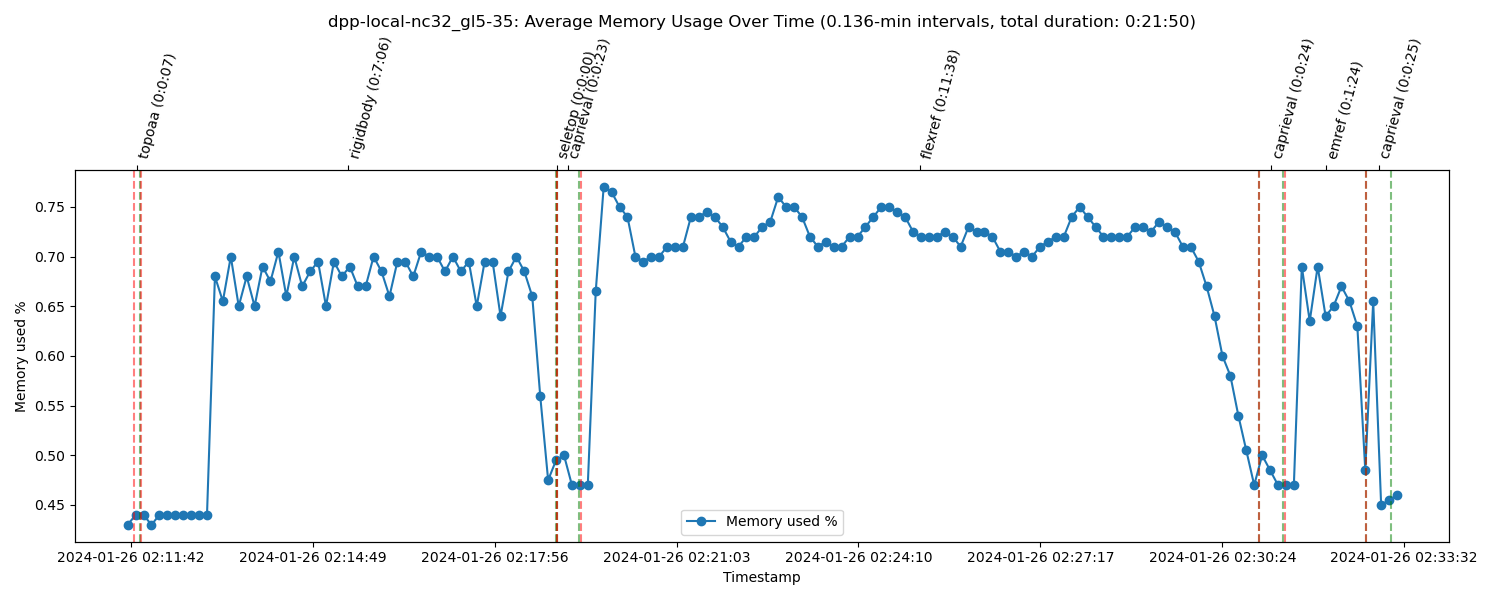 dpp-local-nc32_gl5-35: Average Memory Usage Over Time (0.136-min intervals, total duration: 0:21:50)
topoaa (0:0:07)
rigidbody (0:7:06)
seletop (0:0:00)
caprieval (0:0:23)
flexref (0:11:38)
caprieval (0:0:24)
emref (0:1:24)
caprieval (0:0:25)
Memory used %
0.75
0.70
0.65
0.60
0.55
0.50
0.45
Memory used %
2024-01-26 02:11:42
2024-01-26 02:14:49
2024-01-26 02:17:56
2024-01-26 02:21:03
2024-01-26 02:24:10
2024-01-26 02:27:17
2024-01-26 02:30:24
2024-01-26 02:33:32
Timestamp